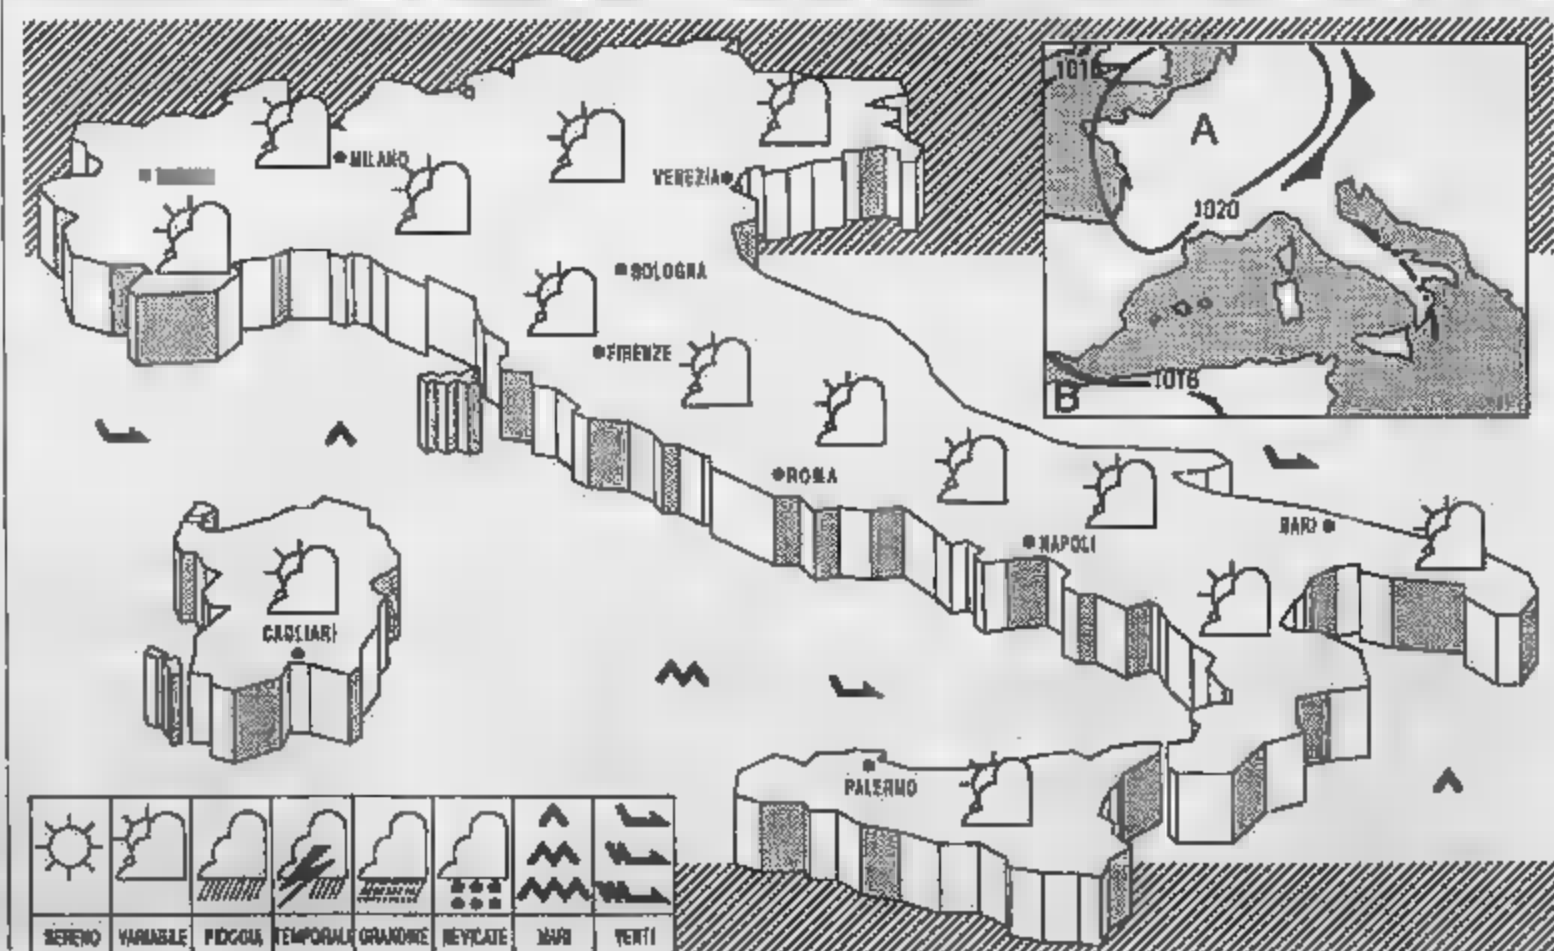 1016
A
MILANO
VENEZIA
1020
BOLOGNA
FIRENZE
1016
B
ROMA
BARI
NAPOLI
CAGLIARI
PALERMO
SERENO VARIABILE PIOGGIA TEMPORALE GRANDINE NEVICATE MARI VENTI